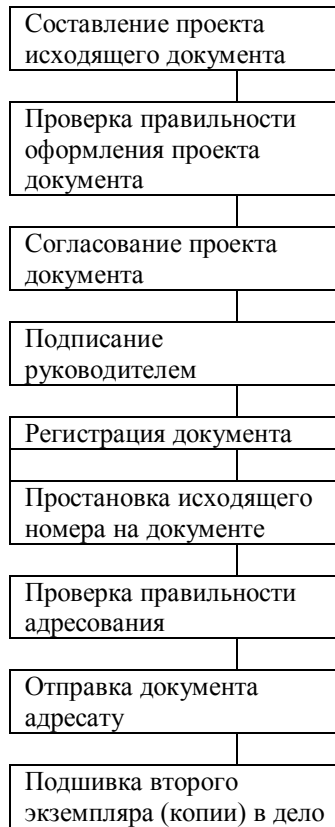 Составление проекта
исходящего документа
Проверка правильности
оформления проекта
документа
Согласование проекта
документа
Подписание
руководителем
Регистрация документа
Простановка исходящего
номера на документе
Проверка правильности
адресования
Отправка документа
адресату
Подшивка второго
экземпляра (копии) в дело